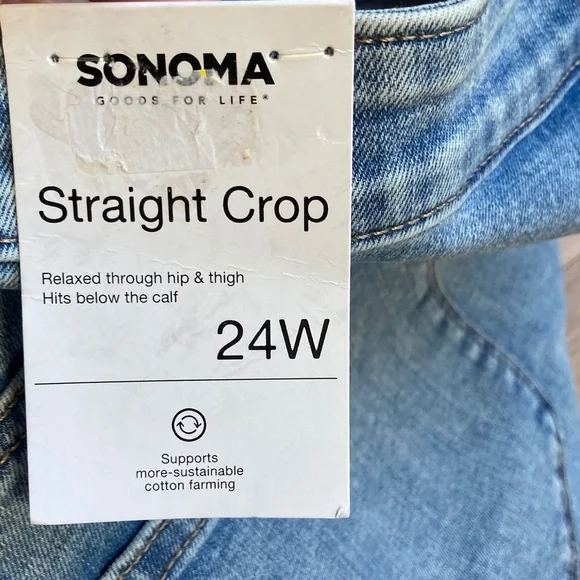 SONOMA
GOODS FOR LIFE®
Straight Crop
Relaxed through hip & thigh
Hits below the calf
24W
Supports
more-sustainable
cotton farming